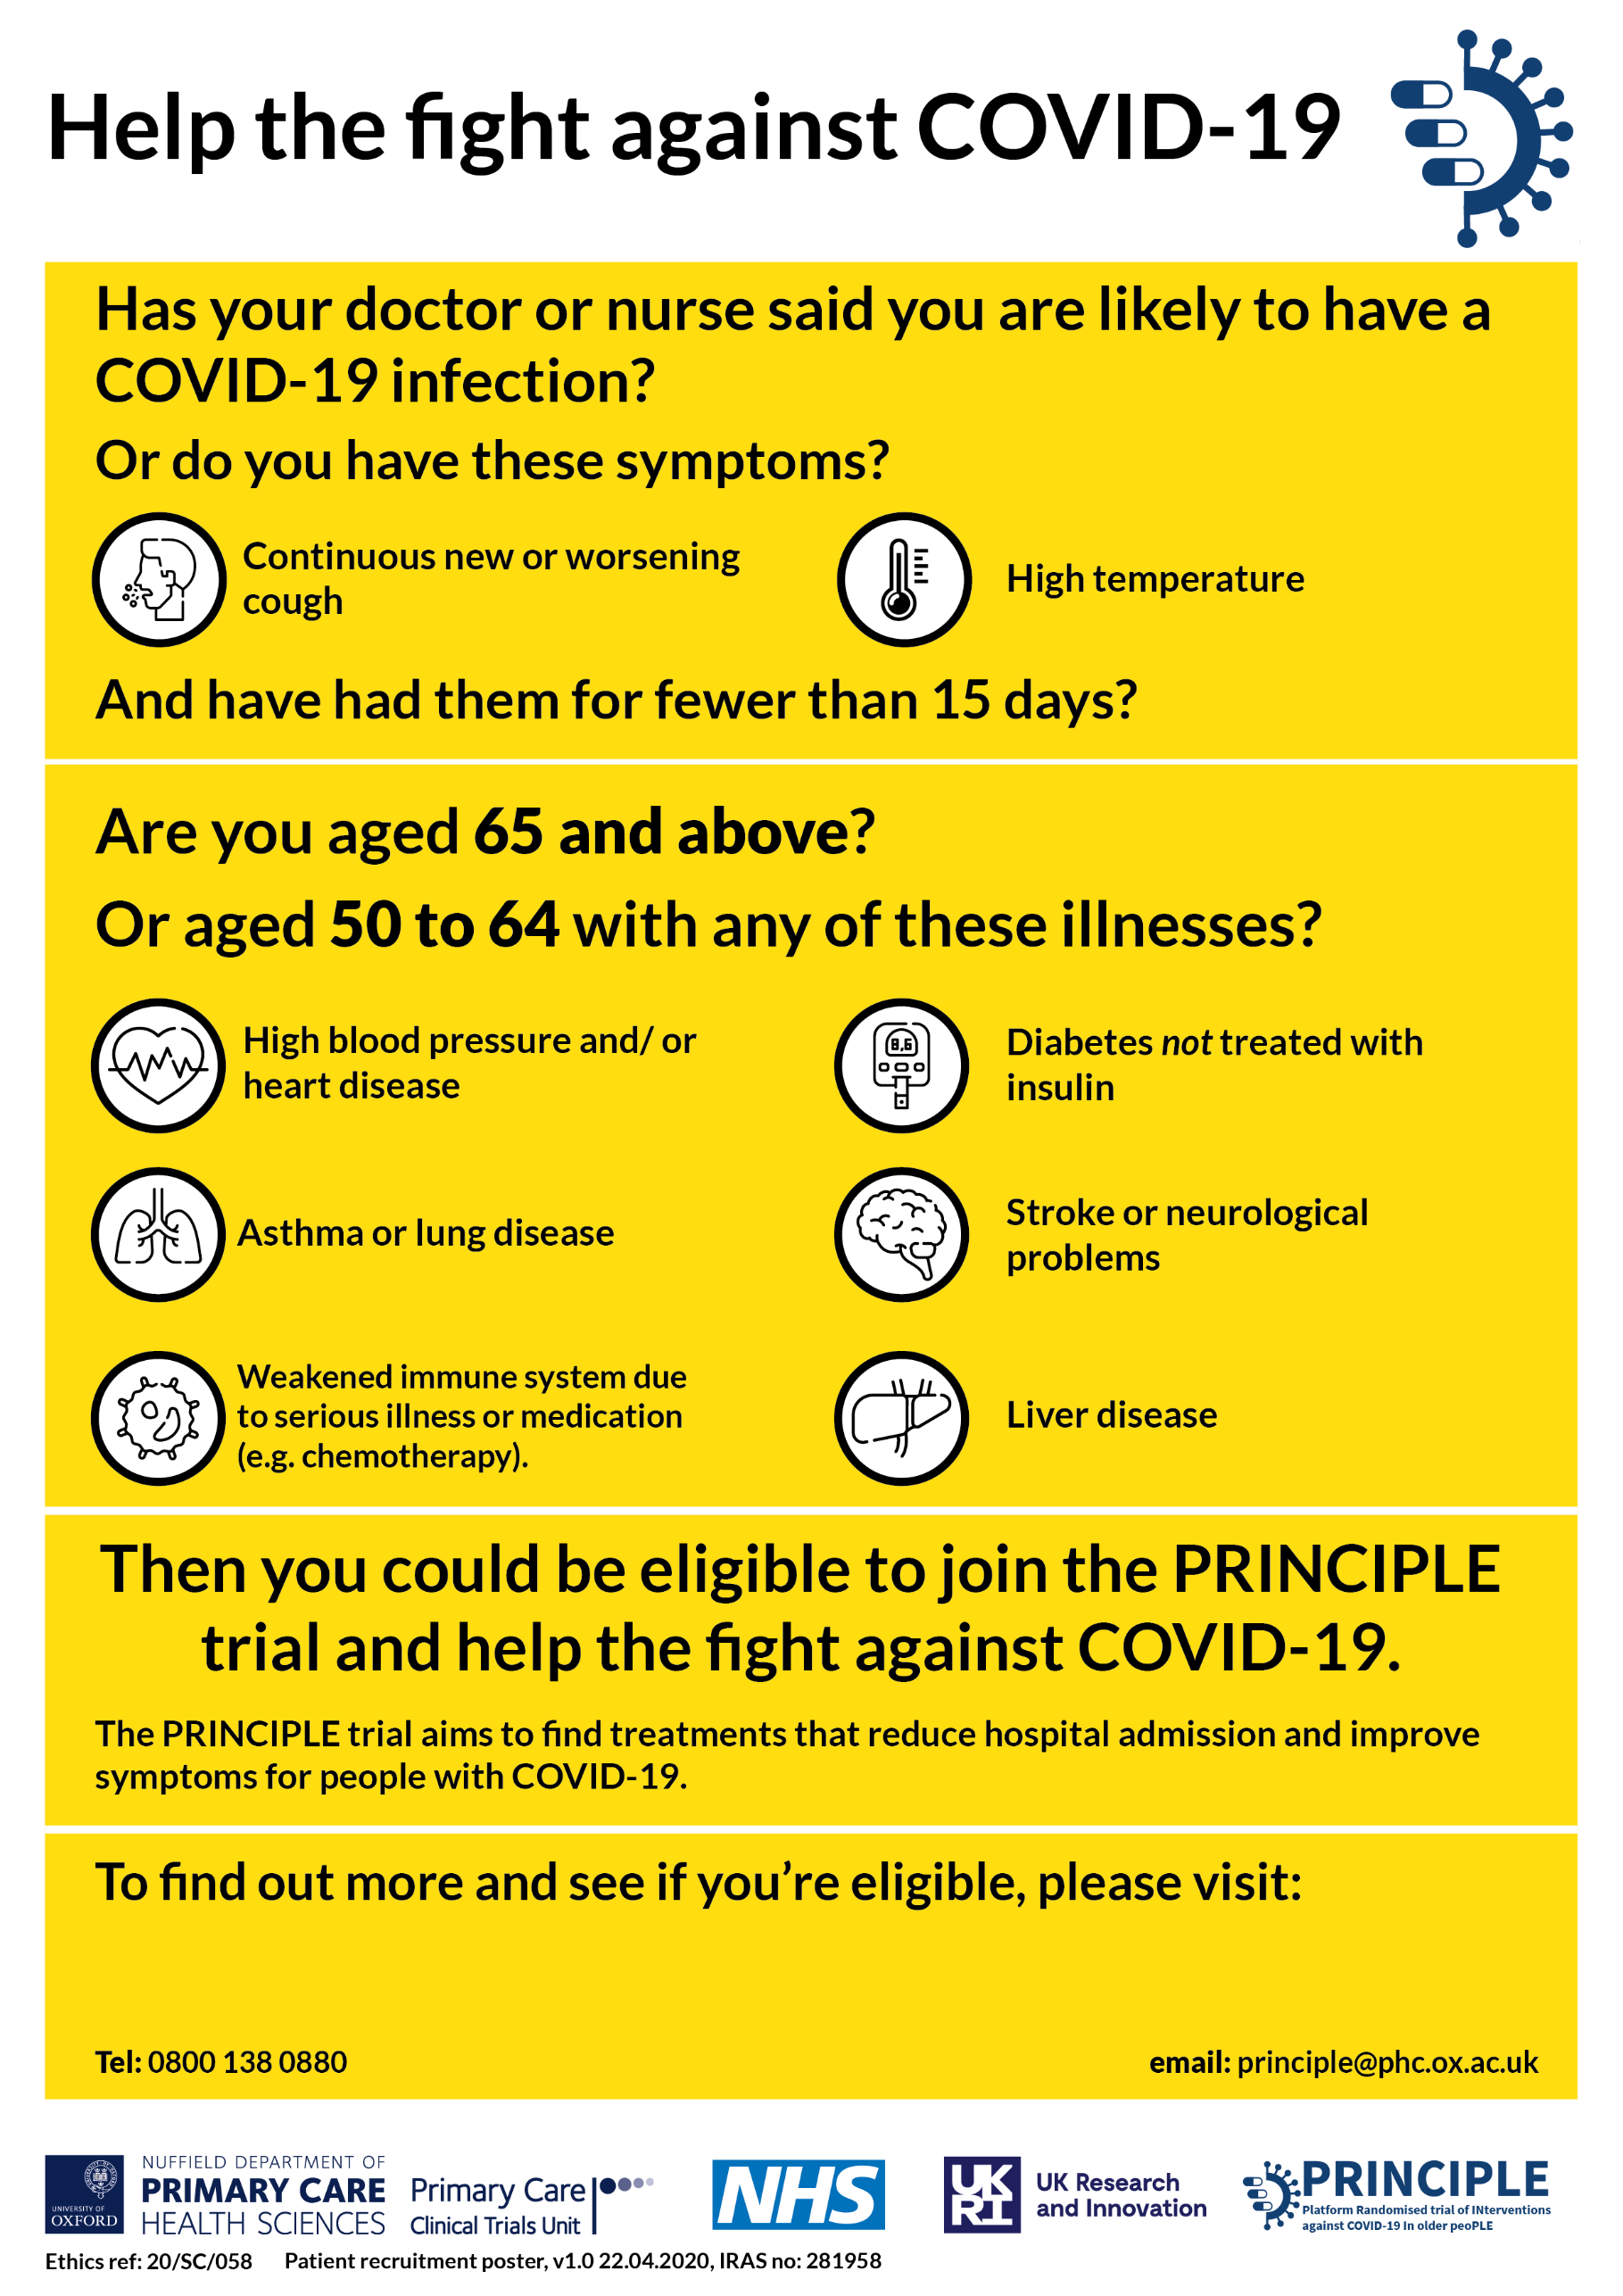 Help the fight against COVID-19
Has your doctor or nurse said you are likely to have a
COVID-19 infection?
Or do you have these symptoms?
Continuous new or worsening
cough
High temperature
And have had them for fewer than 15 days?
Are you aged 65 and above?
Or aged 50 to 64 with any of these illnesses?
High blood pressure and/ or
heart disease
8,6
Diabetes not treated with
insulin
Asthma or lung disease
Stroke or neurological
problems
Weakened immune system due
to serious illness or medication
(e.g. chemotherapy).
Liver disease
Then you could be eligible to join the PRINCIPLE
trial and help the fight against COVID-19.
The PRINCIPLE trial aims to find treatments that reduce hospital admission and improve
symptoms for people with COVID-19.
To find out more and see if you’re eligible, please visit:
Tel: 0800 138 0880
email: principle@phc.ox.ac.uk
UNIVERSITY OF
OXFORD
NUFFIELD DEPARTMENT OF
PRIMARY CARE
HEALTH SCIENCES
Primary Care
Clinical Trials Unit
NHS
UK
RI
UK Research
and Innovation
PRINCIPLE
Platform Randomised trial of INterventions
against COVID-19 In older peoPLE
Ethics ref: 20/SC/058
Patient recruitment poster, v1.0 22.04.2020, IRAS no: 281958